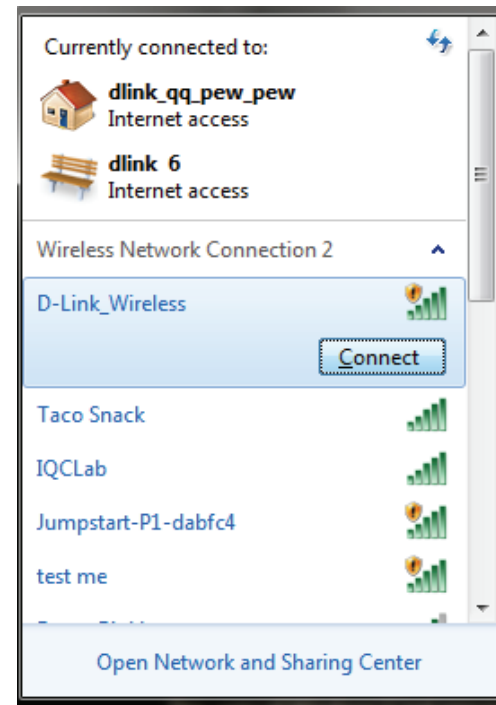 Currently connected to:
dlink_qq_pew_pew
Internet access
dlink 6
Internet access
Wireless Network Connection 2
D-Link_Wireless
Connect
Taco Snack
IQCLab
Jumpstart-P1-dabfc4
test me
Open Network and Sharing Center